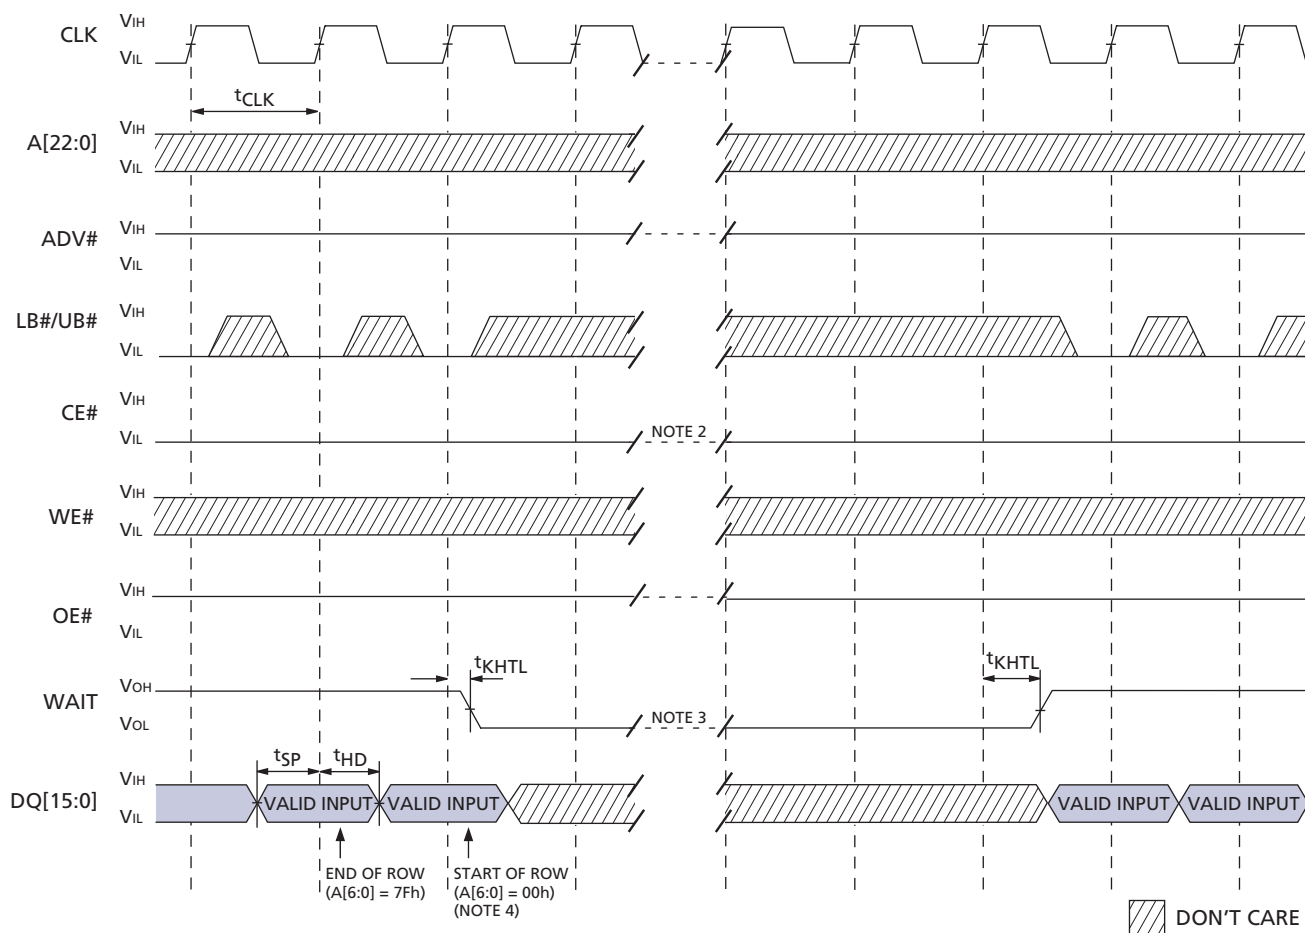 CLK
VIH
VIL
tCLK
A[22:0]
VIH
VIL
ADV#
VIH
VIL
LB#/UB#
VIH
VIL
CE#
VIH
VIL
NOTE 2
WE#
VIH
VIL
OE#
VIH
VIL
tKHTL
tKHTL
WAIT
VOH
VOL
NOTE 3
tSP
tHD
DQ[15:0]
VIH
VIL
VALID INPUT
VALID INPUT
VALID INPUT
VALID INPUT
END OF ROW
(A[6:0] = 7Fh)
START OF ROW
(A[6:0] = 00h)
(NOTE 4)
DON'T CARE